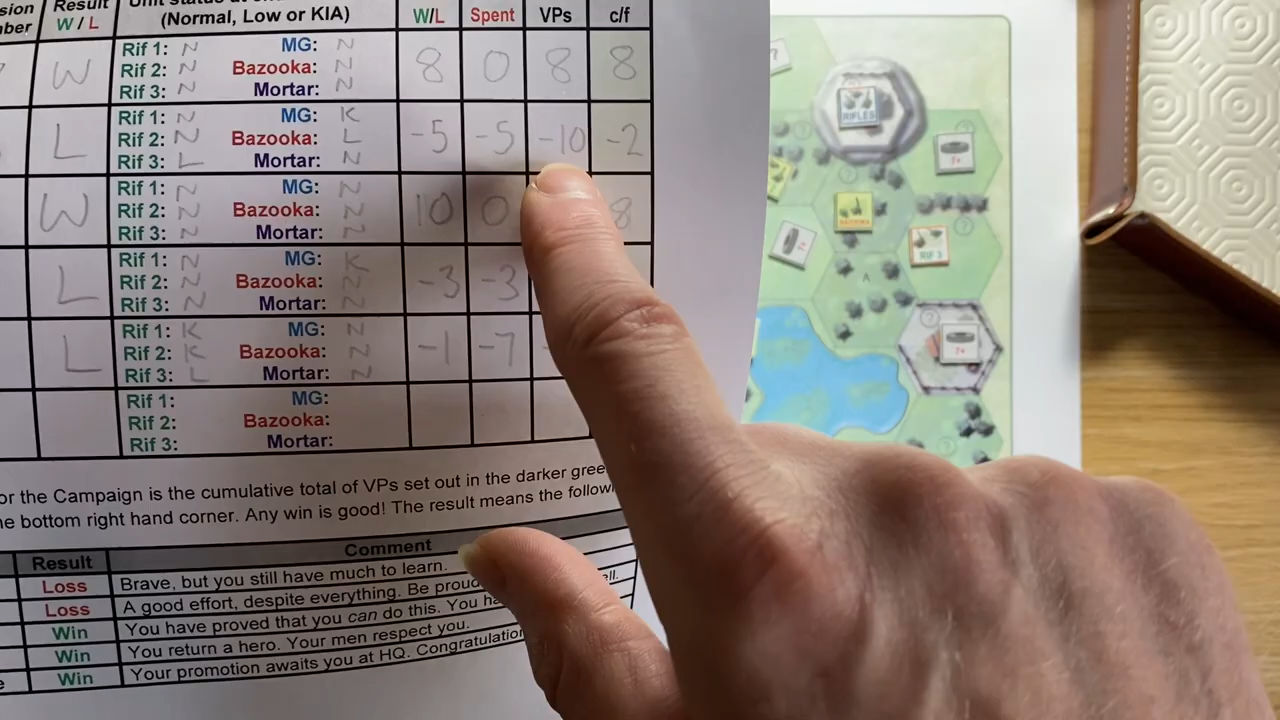 sion Result Unit status at
ber W / L (Normal, Low or KIA) W/L Spent VPs c/f
W Rif 1: N MG: N 8 0 8 8
Rif 2: N Bazooka: N
Rif 3: N Mortar: N
L Rif 1: N MG: K -5 -5 -10 -2
Rif 2: N Bazooka: L
Rif 3: L Mortar: N
W Rif 1: N MG: N 10 0 8
Rif 2: N Bazooka: N
Rif 3: N Mortar: N
L Rif 1: N MG: K -3 -3
Rif 2: N Bazooka: N
Rif 3: N Mortar: N
L Rif 1: K MG: N -1 -7 -
Rif 2: K Bazooka: N
Rif 3: L Mortar: N
Rif 1: MG:
Rif 2: Bazooka:
Rif 3: Mortar:
or the Campaign is the cumulative total of VPs set out in the darker gree
e bottom right hand corner. Any win is good! The result means the followi
Result Comment
Loss Brave, but you still have much to learn.
Loss A good effort, despite everything. Be proud ell.
Win You have proved that you can do this. You ha
Win You return a hero. Your men respect you.
e Win Your promotion awaits you at HQ. Congratulation
RIFLES
?
BAZOOKA
RIF 3
A
?